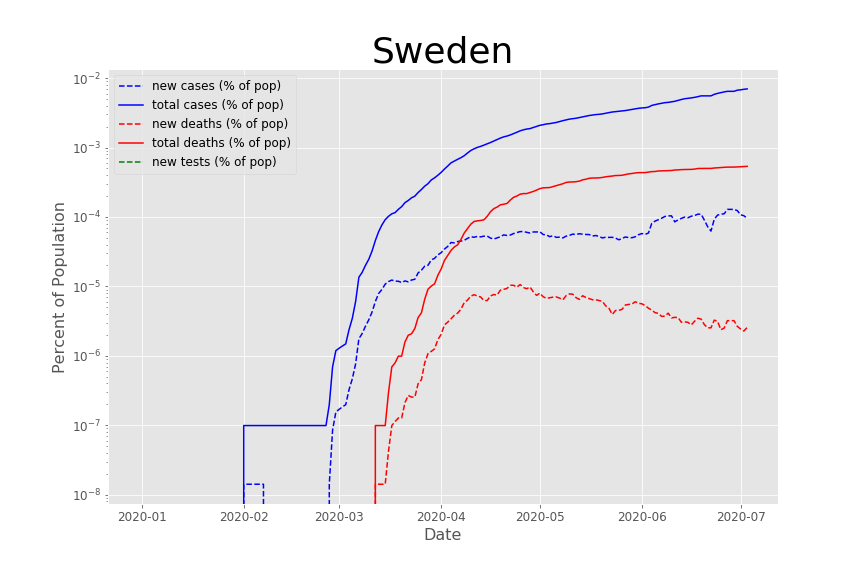 Sweden
new cases (% of pop)
total cases (% of pop)
new deaths (% of pop)
total deaths (% of pop)
new tests (% of pop)
Percent of Population
10⁻²
10⁻³
10⁻⁴
10⁻⁵
10⁻⁶
10⁻⁷
10⁻⁸
2020-01 2020-02 2020-03 2020-04 2020-05 2020-06 2020-07
Date